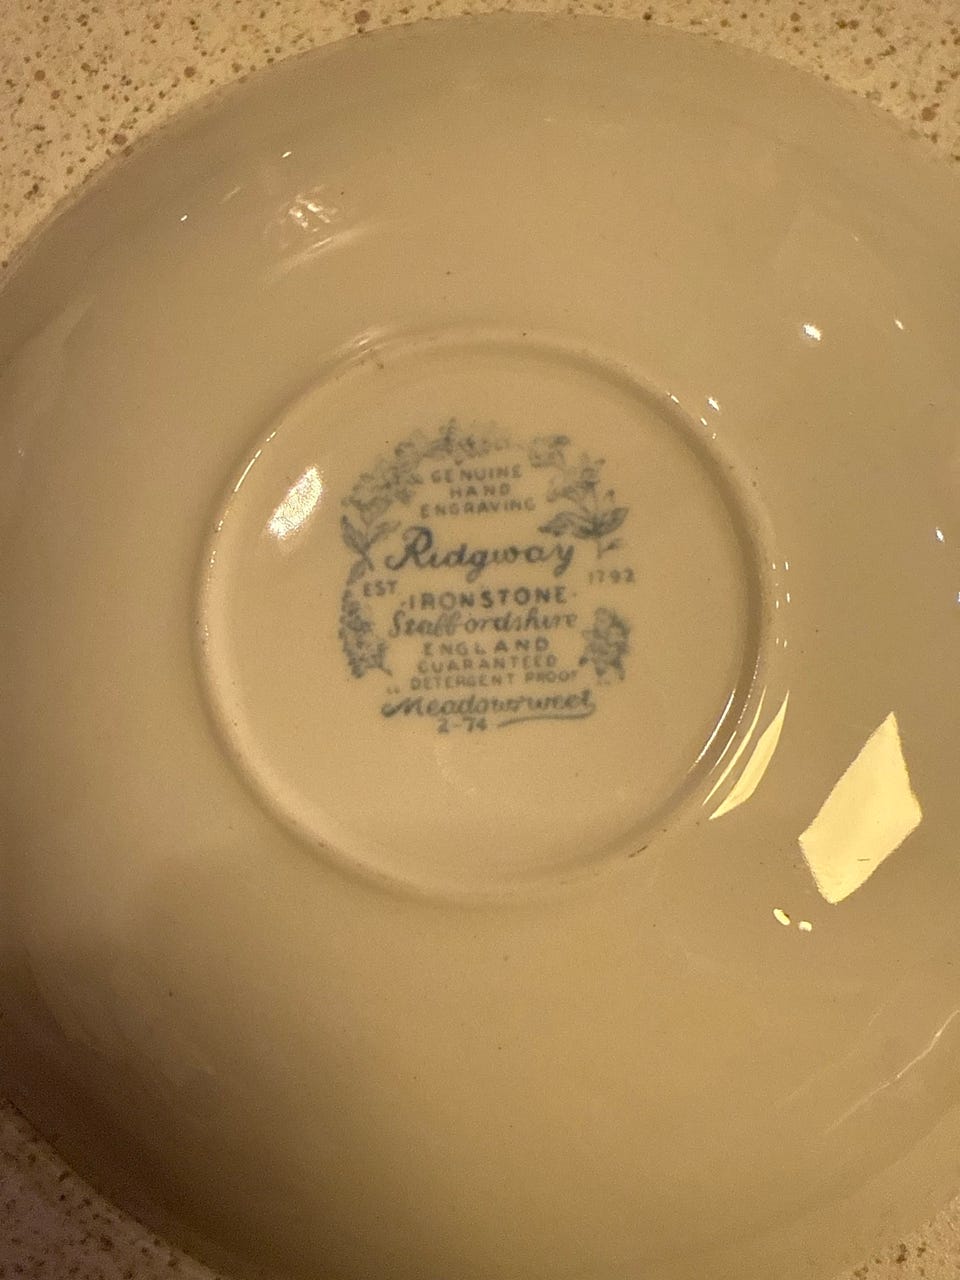 GENUINE
HAND
ENGRAVING
Ridgway
EST 1792
·IRONSTONE·
Staffordshire
ENGLAND
GUARANTEED
DETERGENT PROOF
"Meadowsweet"
2-74